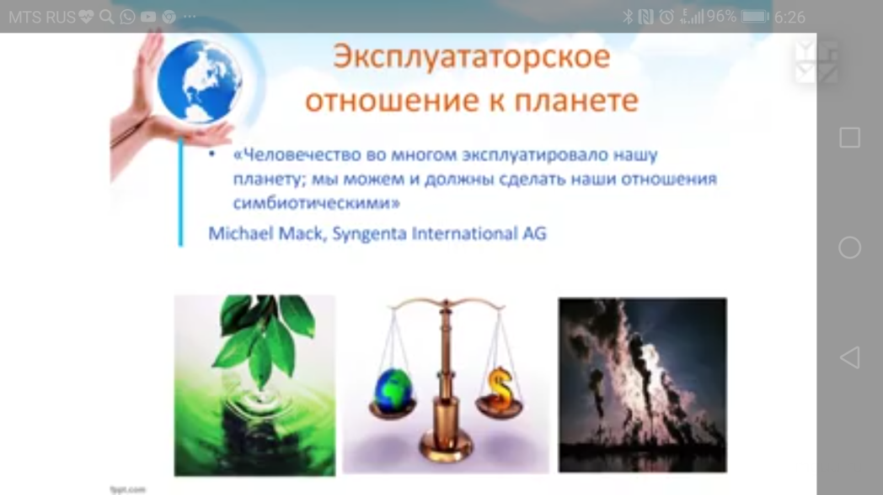 MTS RUS
96% 6:26
Эксплуататорское
отношение к планете
• «Человечество во многом эксплуатировало нашу
планету; мы можем и должны сделать наши отношения
симбиотическими»
Michael Mack, Syngenta International AG
$
fppt.com